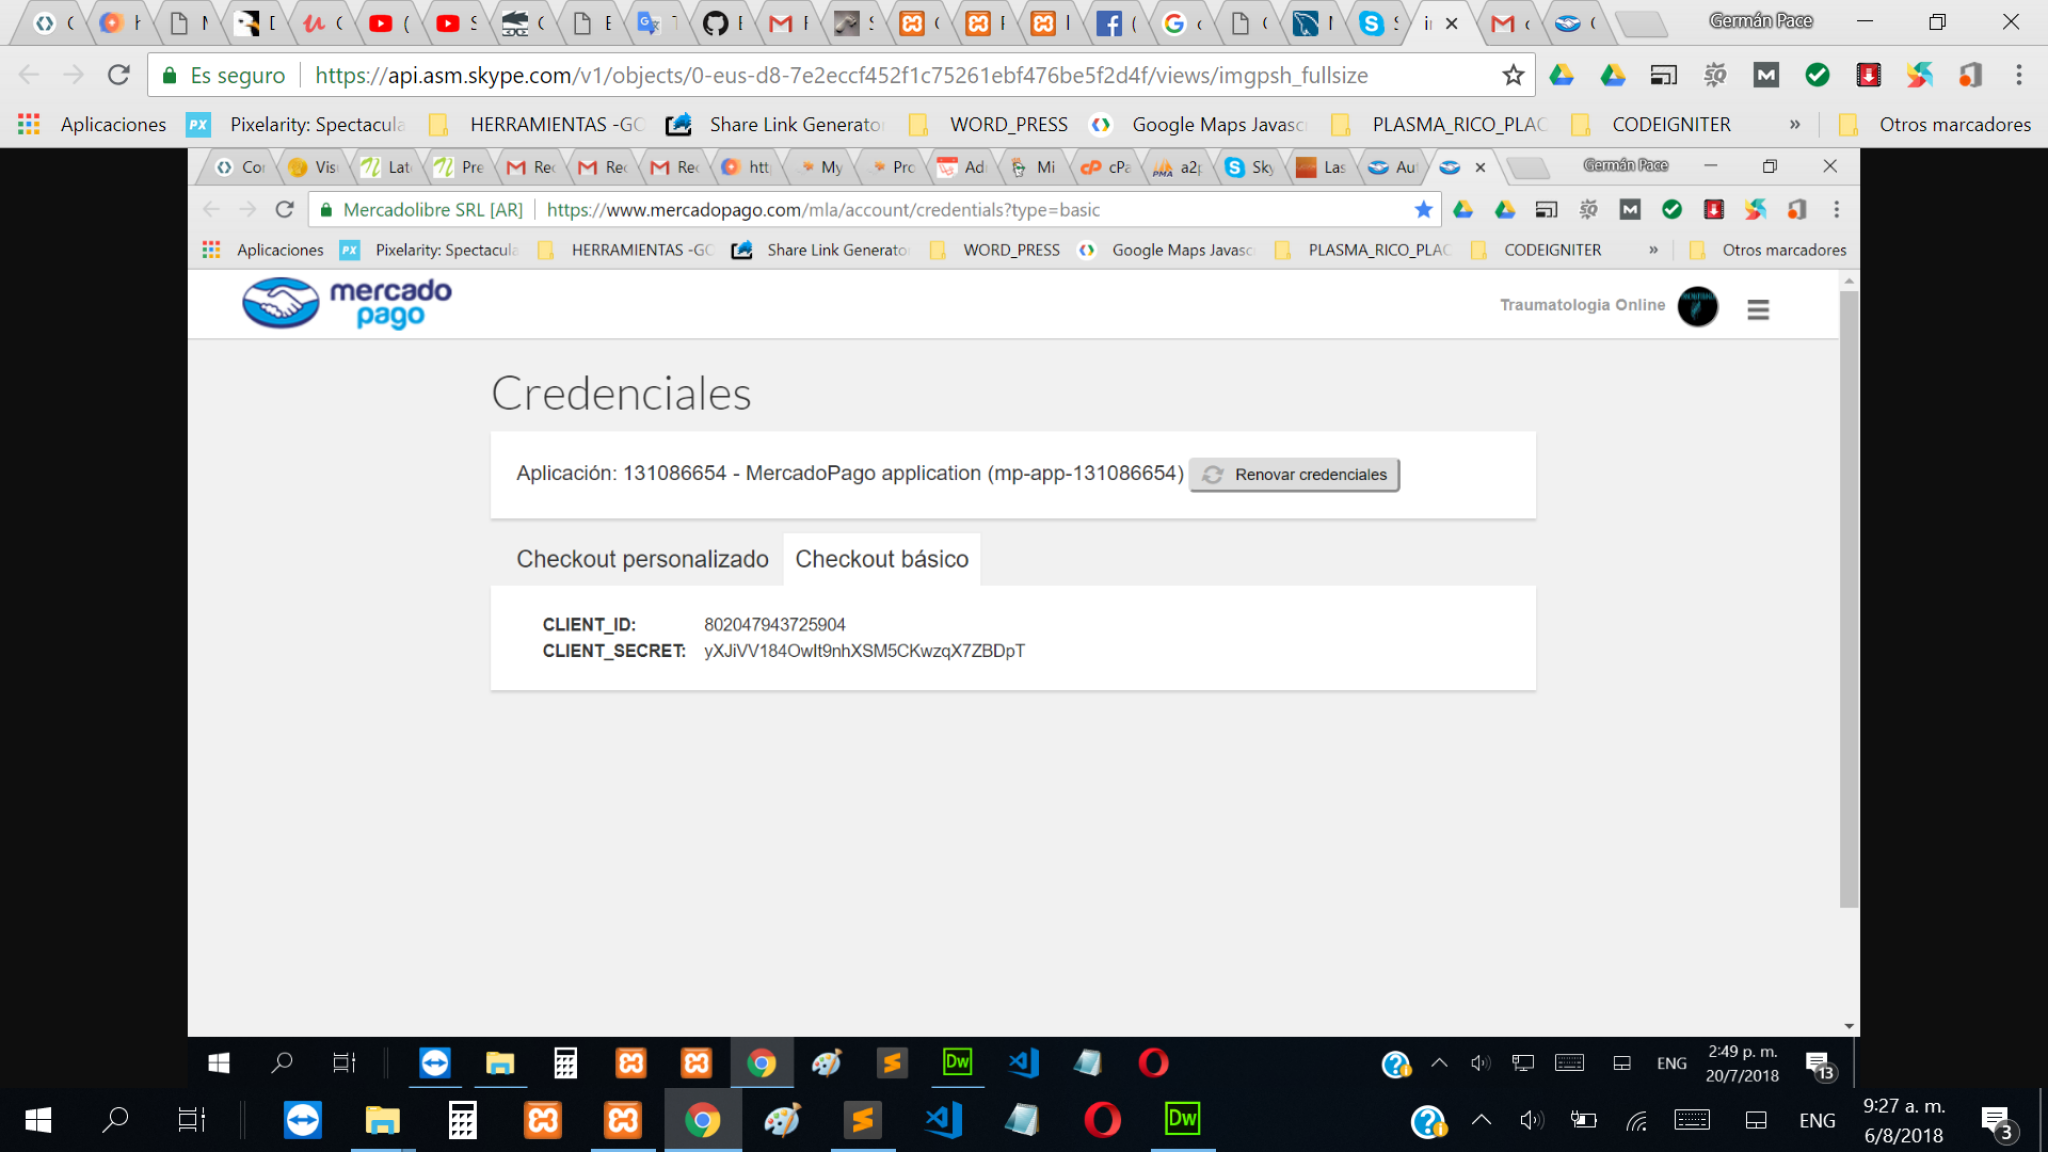 Germán Pace
Es seguro
https://api.asm.skype.com/v1/objects/0-eus-d8-7e2eccf452f1c75261ebf476be5f2d4f/views/imgpsh_fullsize
Aplicaciones Pixelarity: Spectacula HERRAMIENTAS -GO Share Link Generator WORD_PRESS Google Maps Javasc PLASMA_RICO_PLAC CODEIGNITER » Otros marcadores
Cor Vis Lat Pre Rec Rec Rec htt My Pro Ad Mi cPa a2p Sky Las Au Germán Pace
Mercadolibre SRL [AR] https://www.mercadopago.com/mla/account/credentials?type=basic
Aplicaciones Pixelarity: Spectacula HERRAMIENTAS -GO Share Link Generator WORD_PRESS Google Maps Javasc PLASMA_RICO_PLAC CODEIGNITER » Otros marcadores
mercado
pago
Traumatologia Online
Credenciales
Aplicación: 131086654 - MercadoPago application (mp-app-131086654) Renovar credenciales
Checkout personalizado Checkout básico
CLIENT_ID: 802047943725904
CLIENT_SECRET: yXJiVV184OwIt9nhXSM5CKwzqX7ZBDpT
ENG
2:49 p. m.
20/7/2018
13
ENG
9:27 a. m.
6/8/2018
3